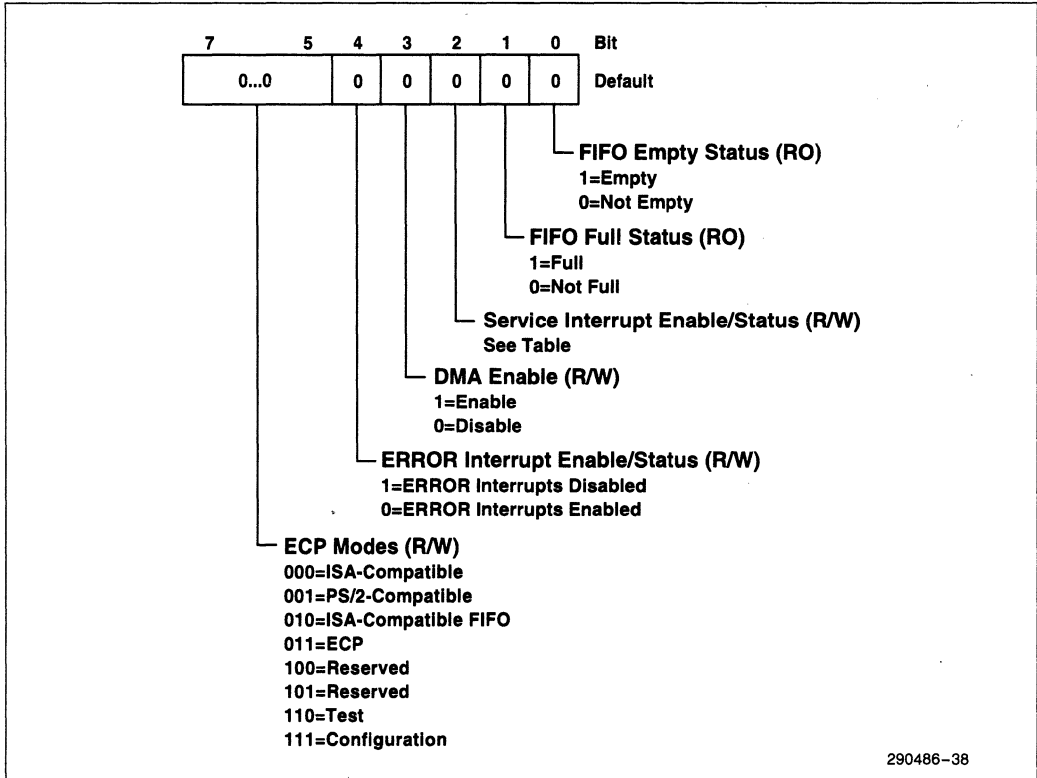 7 5 4 3 2 1 0 Bit
0...0 0 0 0 0 0 Default
FIFO Empty Status (RO)
1=Empty
0=Not Empty
FIFO Full Status (RO)
1=Full
0=Not Full
Service Interrupt Enable/Status (R/W)
See Table
DMA Enable (R/W)
1=Enable
0=Disable
ERROR Interrupt Enable/Status (R/W)
1=ERROR Interrupts Disabled
0=ERROR Interrupts Enabled
ECP Modes (R/W)
000=ISA-Compatible
001=PS/2-Compatible
010=ISA-Compatible FIFO
011=ECP
100=Reserved
101=Reserved
110=Test
111=Configuration
290486–38